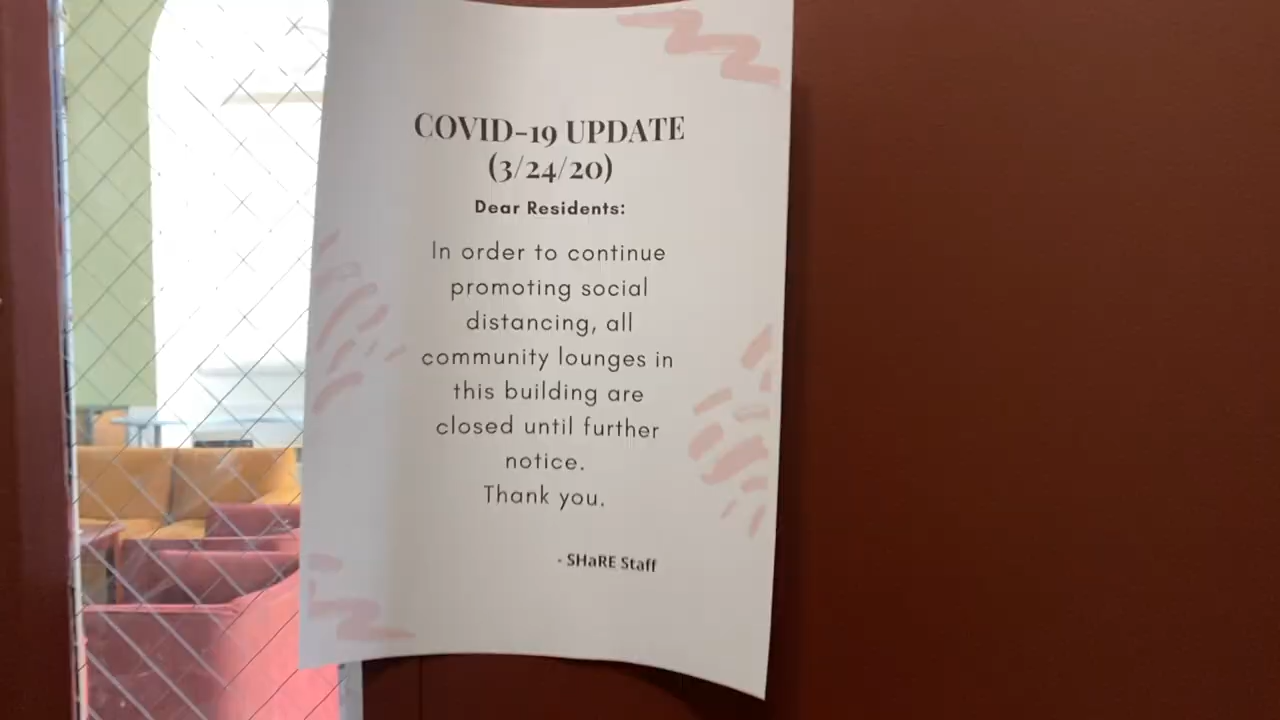 COVID-19 UPDATE
(3/24/20)
Dear Residents:
In order to continue
promoting social
distancing, all
community lounges in
this building are
closed until further
notice.
Thank you.
- SHaRE Staff